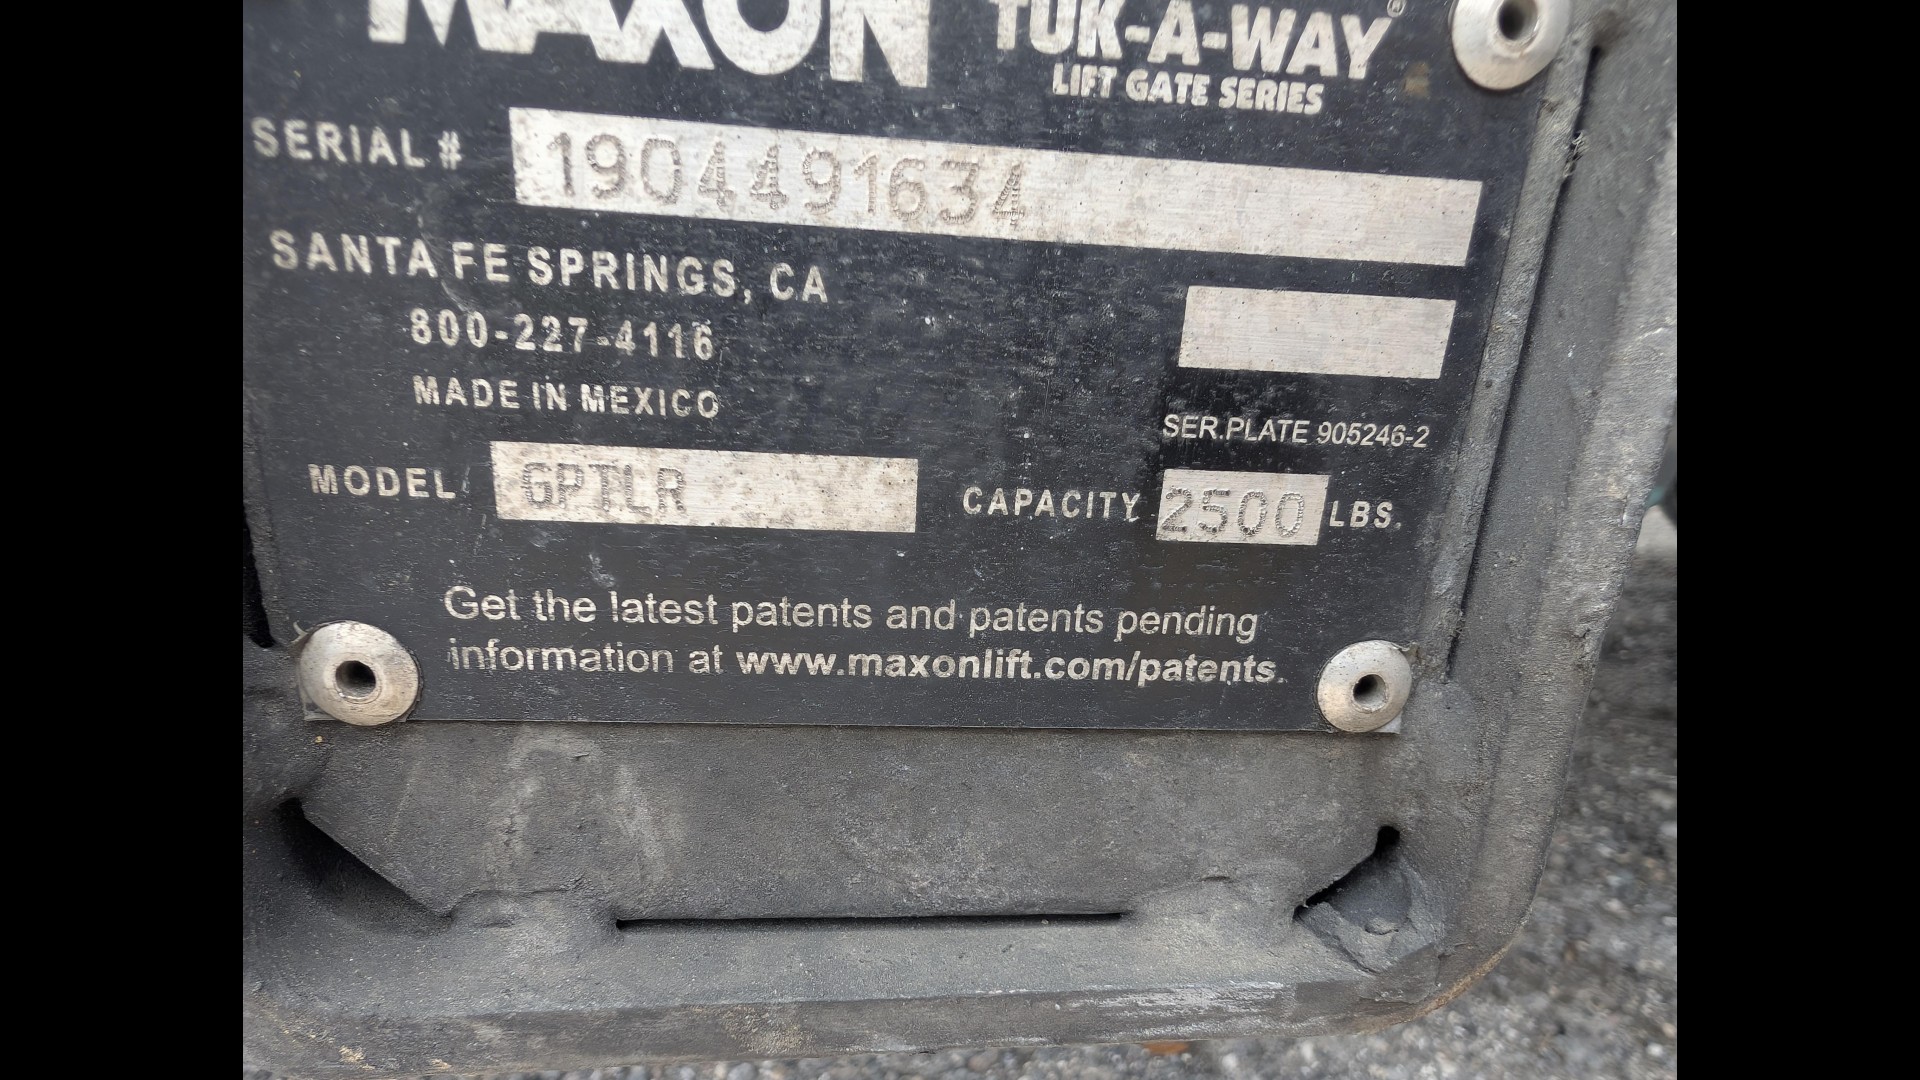 MAXON TUK-A-WAY®
LIFT GATE SERIES
SERIAL # 1904491634
SANTA FE SPRINGS, CA
800-227-4116
MADE IN MEXICO
SER.PLATE 905246-2
MODEL GPTLR CAPACITY 2500 LBS.
Get the latest patents and patents pending
information at www.maxonlift.com/patents.